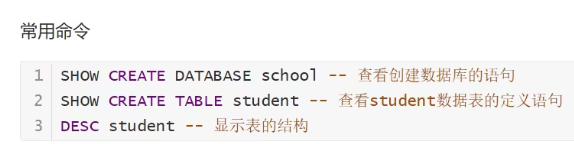 常用命令
1 SHOW CREATE DATABASE school -- 查看创建数据库的语句
2 SHOW CREATE TABLE student -- 查看student数据表的定义语句
3 DESC student -- 显示表的结构